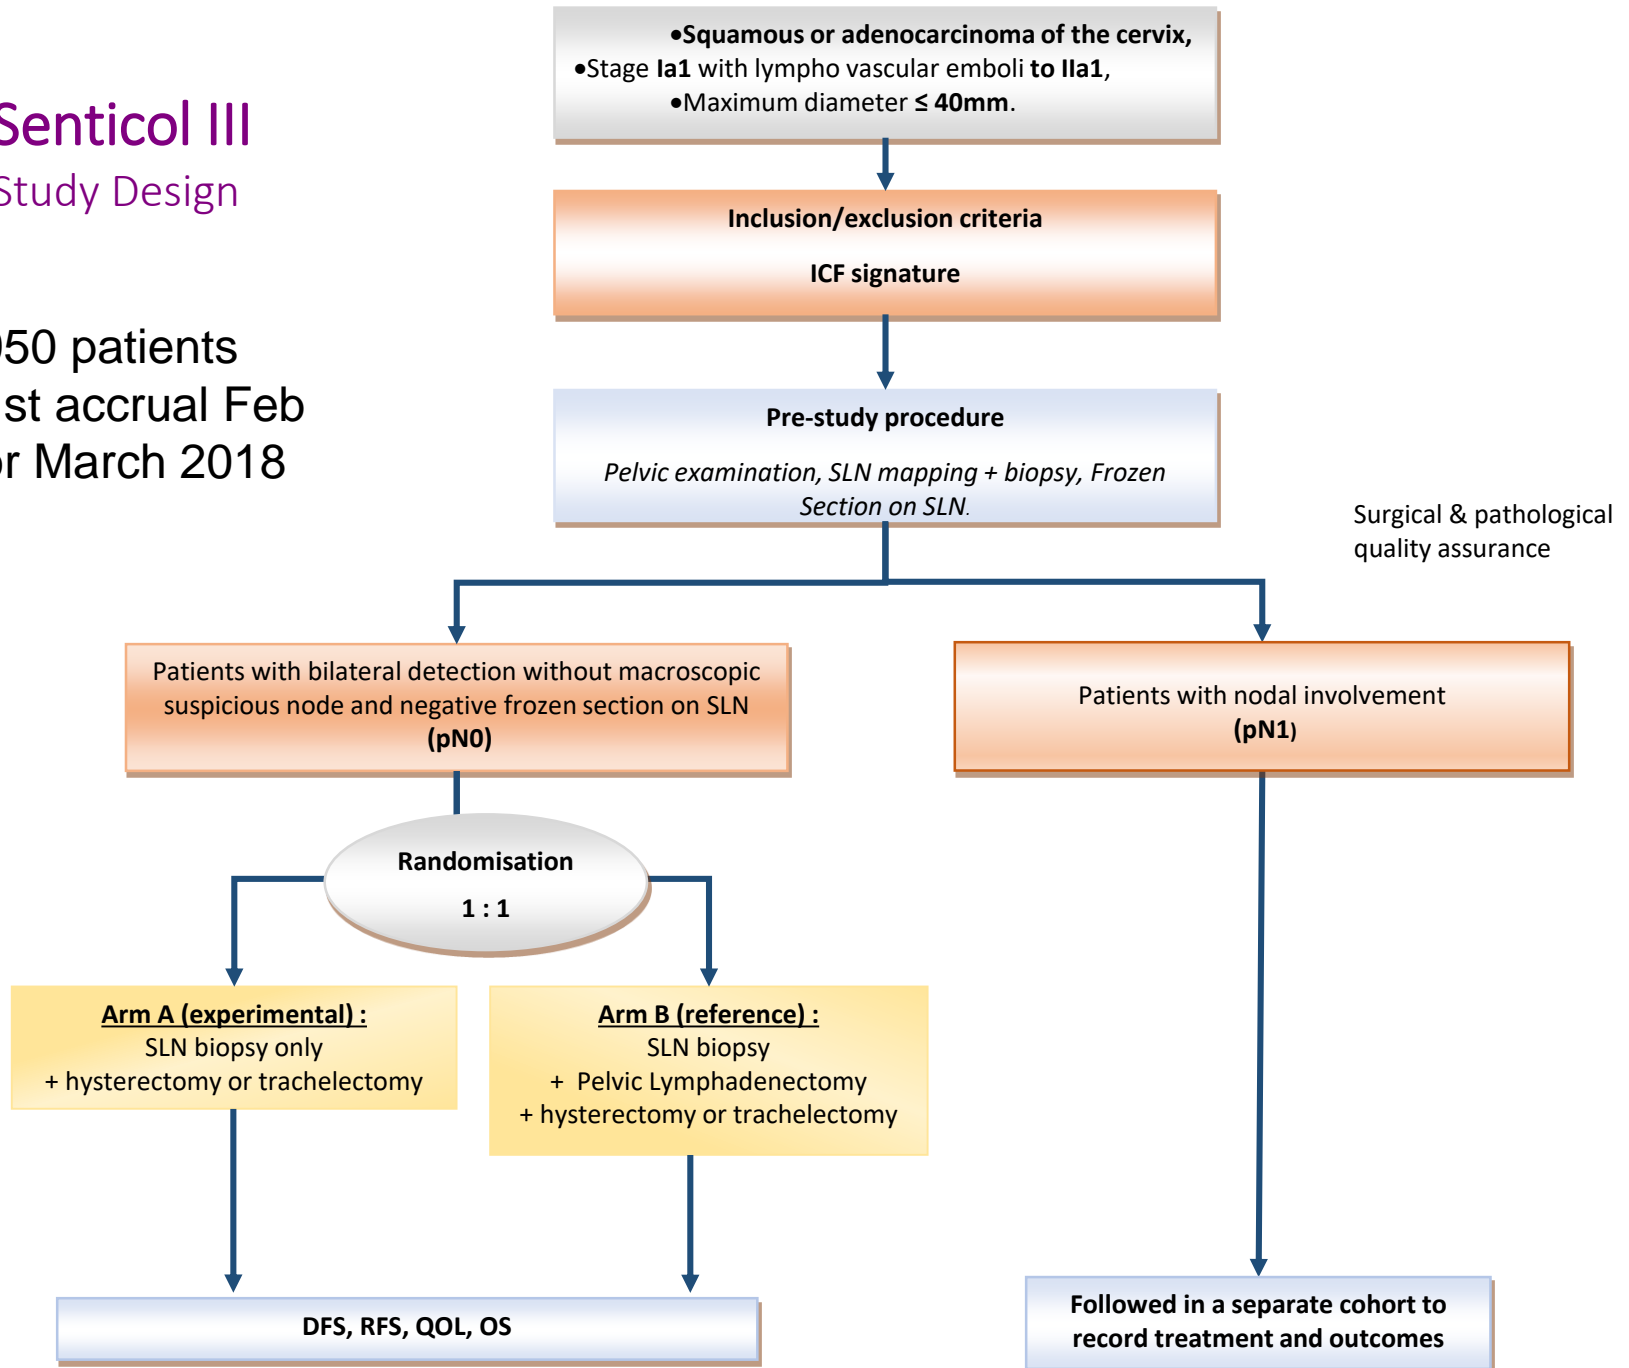 Senticol III
Study Design
950 patients
1st accrual Feb
or March 2018
•Squamous or adenocarcinoma of the cervix,
•Stage Ia1 with lympho vascular emboli to IIa1,
•Maximum diameter ≤ 40mm.
Inclusion/exclusion criteria
ICF signature
Pre-study procedure
Pelvic examination, SLN mapping + biopsy, Frozen
Section on SLN.
Surgical & pathological
quality assurance
Patients with bilateral detection without macroscopic
suspicious node and negative frozen section on SLN
(pN0)
Patients with nodal involvement
(pN1)
Randomisation
1 : 1
Arm A (experimental) :
SLN biopsy only
+ hysterectomy or trachelectomy
Arm B (reference) :
SLN biopsy
+ Pelvic Lymphadenectomy
+ hysterectomy or trachelectomy
DFS, RFS, QOL, OS
Followed in a separate cohort to
record treatment and outcomes